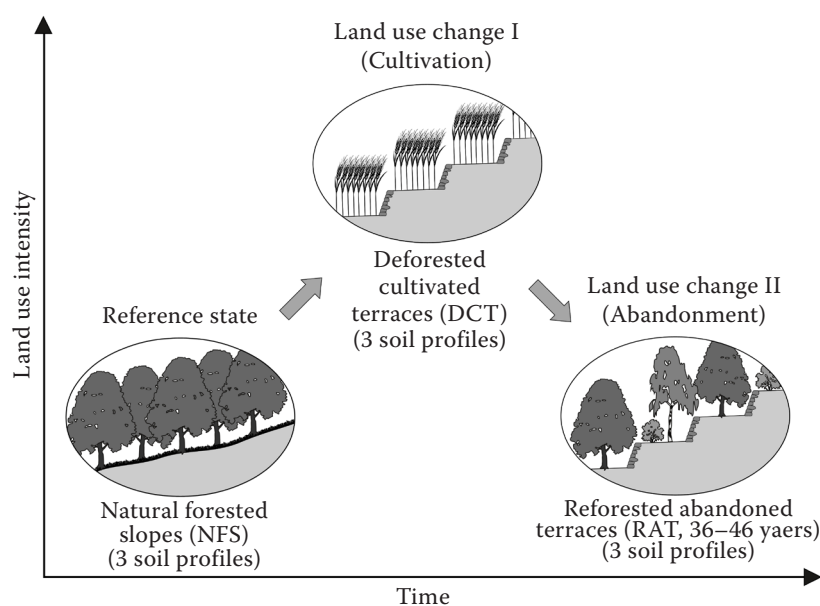 Land use change I
(Cultivation)
Land use intensity
Deforested
cultivated
terraces (DCT)
(3 soil profiles)
Land use change II
(Abandonment)
Reference state
Natural forested
slopes (NFS)
(3 soil profiles)
Reforested abandoned
terraces (RAT, 36–46 yaers)
(3 soil profiles)
Time